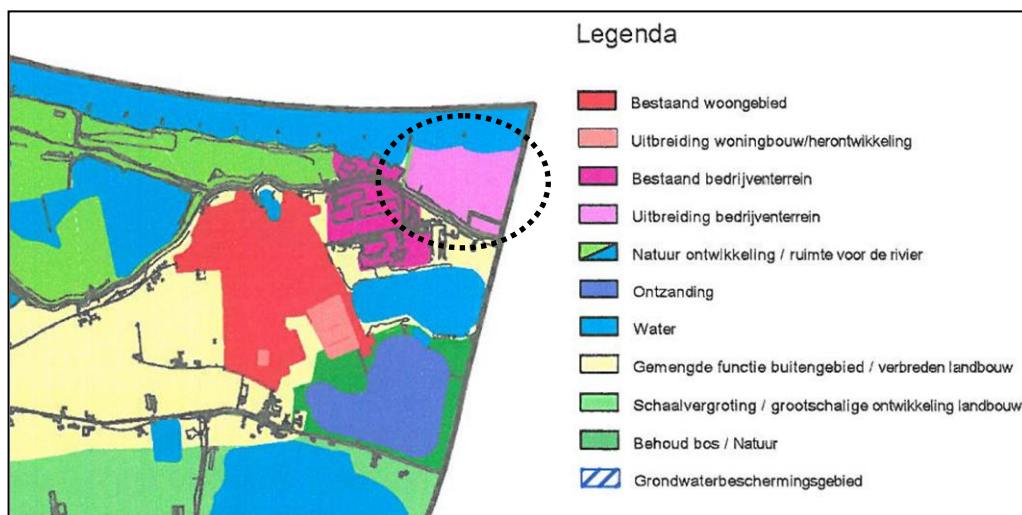 Legenda
Bestaand woongebied
Uitbreiding woningbouw/herontwikkeling
Bestaand bedrijventerrein
Uitbreiding bedrijventerrein
Natuur ontwikkeling / ruimte voor de rivier
Ontzanding
Water
Gemengde functie buitengebied / verbreden landbouw
Schaalvergroting / grootschalige ontwikkeling landbouw
Behoud bos / Natuur
Grondwaterbeschermingsgebied